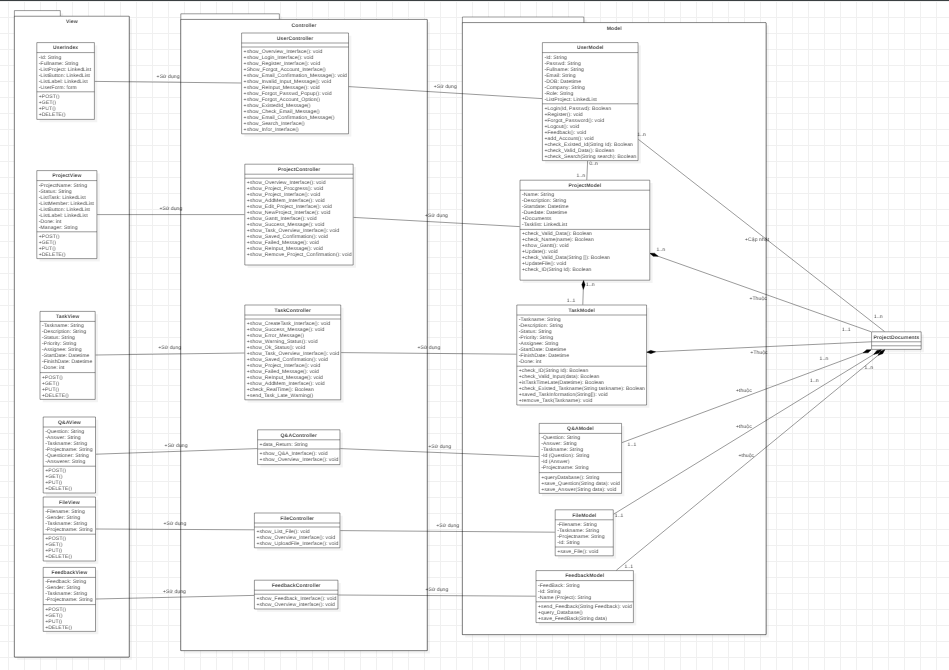 View
UserIndex
-Id: String
-Fullname: String
-ListProject: LinkedList
-ListButton: LinkedList
-ListLabel: LinkedList
-UserForm: form
+POST()
+GET()
+PUT()
+DELETE()
ProjectView
-ProjectName: String
-Status: String
-ListTask: LinkedList
-ListMember: LinkedList
-ListButton: LinkedList
-ListLabel: LinkedList
-Done: int
-Manager: String
+POST()
+GET()
+PUT()
+DELETE()
TaskView
-Taskname: String
-Description: String
-Status: String
-Priority: String
-Assignee: String
-StartDate: Datetime
-FinishDate: Datetime
-Done: int
+POST()
+GET()
+PUT()
+DELETE()
Q&AView
-Question: String
-Answer: String
-Taskname: String
-Projectname: String
-Questioner: String
-Answerer: String
+POST()
+GET()
+PUT()
+DELETE()
FileView
-Filename: String
-Sender: String
-Taskname: String
-Projectname: String
+POST()
+GET()
+PUT()
+DELETE()
FeedbackView
-Feedback: String
-Sender: String
-Taskname: String
-Projectname: String
+POST()
+GET()
+PUT()
+DELETE()
+Sử dụng
+Sử dụng
+Sử dụng
+Sử dụng
+Sử dụng
+Sử dụng
Controller
UserController
+show_Overview_Interface(): void
+show_Login_Interface(): void
+show_Register_Interface(): void
+Show_Forgot_Account_Interface()
+show_Email_Confirmation_Message(): void
+show_Invalid_Input_Message(): void
+show_Reinput_Message(): void
+show_Forgot_Passwd_Popup(): void
+show_Forgot_Account_Option()
+show_ExistedId_Message()
+show_Check_Email_Message()
+show_Email_Confirmation_Message(): void
+show_Search_Interface()
+show_Infor_Interface()
ProjectController
+show_Overview_Interface(): void
+show_Project_Procgress(): void
+show_Project_Interface(): void
+show_AddMem_Interface(): void
+show_Edit_Project_Interface(): void
+show_NewProject_Interface(): void
+show_Gantt_Interface(): void
+show_Success_Message(): void
+show_Task_Overview_Interface(): void
+show_Saved_Confirmation(): void
+show_Failed_Message(): void
+show_Reinput_Message(): void
+show_Remove_Project_Confirmation(): void
TaskController
+show_CreateTask_Interface(): void
+show_Success_Message(): void
+show_Error_Message()
+show_Warning_Status(): void
+show_Ok_Status(): void
+show_Task_Overview_Interface(): void
+show_Saved_Confirmation(): void
+show_Project_Interface(): void
+show_Failed_Message(): void
+show_Reinput_Message(): void
+show_AddMem_Interface(): void
+check_RealTime(): Boolean
+send_Task_Late_Warning()
Q&AController
+data_Return: String
+show_Q&A_Interface(): void
+show_Overview_Interface(): void
FileController
+show_List_File(): void
+show_Overview_Interface(): void
+show_UploadFile_Interface(): void
FeedbackController
+show_Feedback_Interface(): void
+show_Overview_Interface(): void
+Sử dụng
+Sử dụng
+Sử dụng
+Sử dụng
+Sử dụng
+Sử dụng
Model
UserModel
-Id: String
-Passwd: String
-Fullname: String
-Email: String
-DOB: Datetime
-Company: String
-Role: String
-ListProject: LinkedList
+Login(Id, Passwd): Boolean
+Register(): void
+Forgot_Password(): void
+Logout(): void
+Feedback(): void
+add_Account(): void
+check_Existed_Id(String id): Boolean
+check_Valid_Data(): Boolean
+check_Search(String search): Boolean
1..n
0..n
1..n
ProjectModel
-Name: String
-Description: String
-Startdate: Datetime
-Duedate: Datetime
+Documents
-Tasklist: LinkedList
+check_Valid_Data(): Boolean
+check_Name(name): Boolean
+show_Gantt(): void
+Update(): void
+check_Valid_Data(String []): Boolean
+UpdateFile(): void
+check_ID(String id): Boolean
1..n
+Cập nhật
1..n
1..1
TaskModel
-Taskname: String
-Description: String
-Status: String
-Priority: String
-Assignee: String
-StartDate: Datetime
-FinishDate: Datetime
-Done: int
+check_ID(String id): Boolean
+check_Valid_Input(data): Boolean
+isTaskTimeLate(Datetime): Boolean
+check_Existed_Taskname(String taskname): Boolean
+saved_TaskInformation(String[]): void
+remove_Task(Taskname): void
+Thuộc
1..n
1..1
ProjectDocuments
+Thuộc
1..n
1..n
1..n
Q&AModel
-Question: String
-Answer: String
-Taskname: String
-Id (Question): String
-Id (Answer)
-Projectname: String
+queryDatabase(): String
+save_Question(String data): void
+save_Answer(String data): void
1..1
+thuộc
+thuộc
+thuộc
FileModel
-Filename: String
-Taskname: String
-Projectname: String
-Id: String
+save_File(): void
1..1
FeedbackModel
-FeedBack: String
-Id: String
-Name (Project): String
+send_Feedback(String Feedback): void
+query_Database()
+save_FeedBack(String data)
1..1